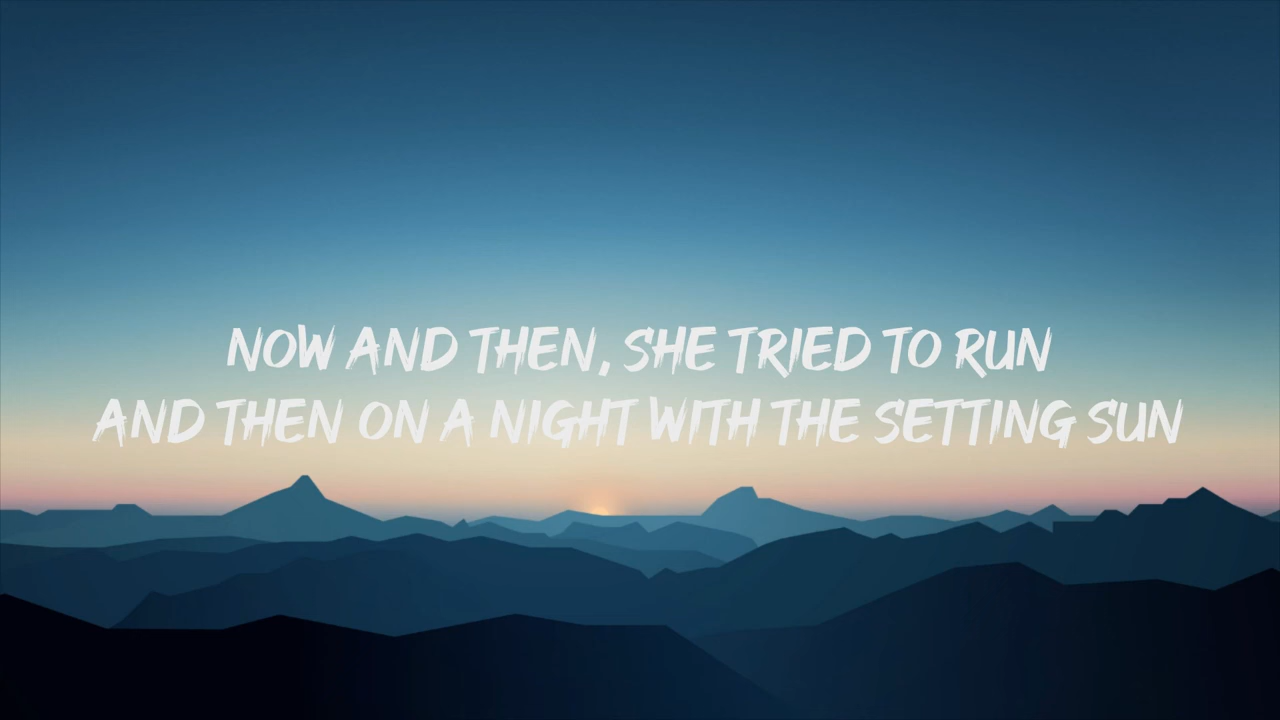 NOW AND THEN, SHE TRIED TO RUN
AND THEN ON A NIGHT WITH THE SETTING SUN